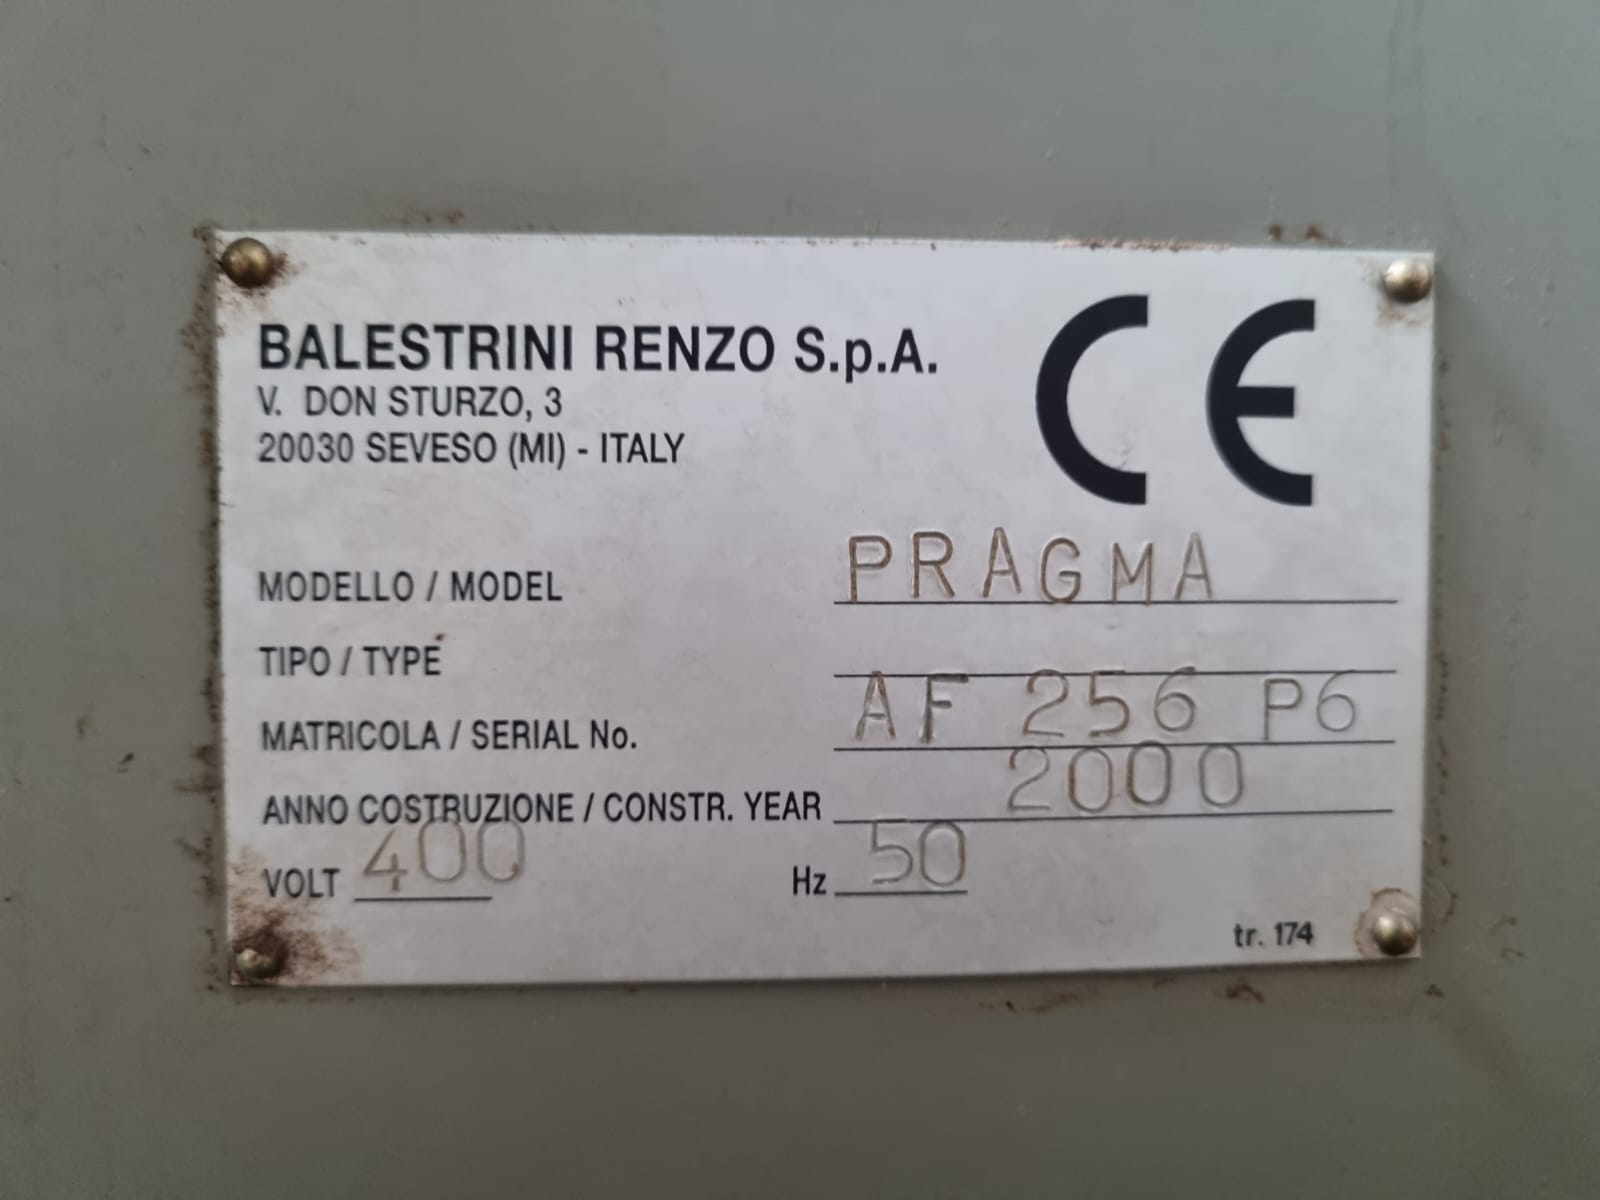 BALESTRINI RENZO S.p.A.
V. DON STURZO, 3
20030 SEVESO (MI) - ITALY
CE
MODELLO / MODEL PRAGMA
TIPO / TYPE
MATRICOLA / SERIAL No. AF 256 P6
ANNO COSTRUZIONE / CONSTR. YEAR 2000
VOLT 400 Hz 50
tr. 174